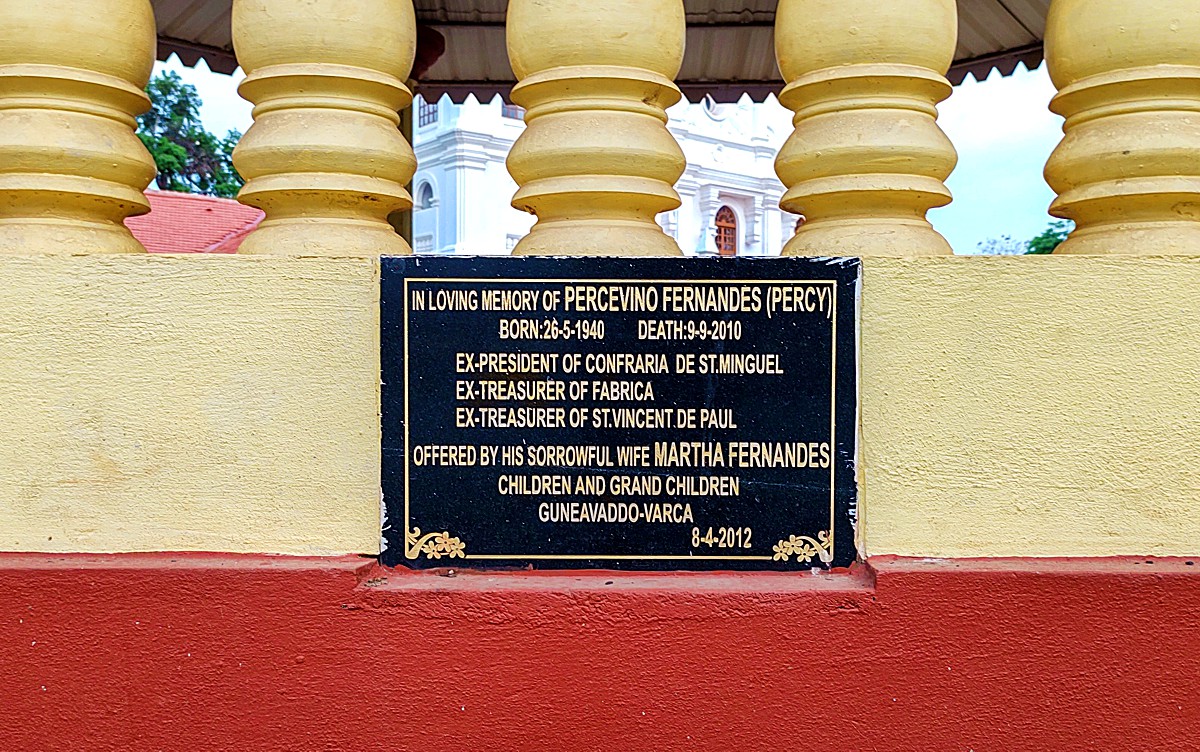 IN LOVING MEMORY OF PERCEVINO FERNANDES (PERCY)
BORN:26-5-1940 DEATH:9-9-2010
EX-PRESIDENT OF CONFRARIA DE ST.MINGUEL
EX-TREASURER OF FABRICA
EX-TREASURER OF ST.VINCENT DE PAUL
OFFERED BY HIS SORROWFUL WIFE MARTHA FERNANDES
CHILDREN AND GRAND CHILDREN
GUNEAVADDO-VARCA
8-4-2012